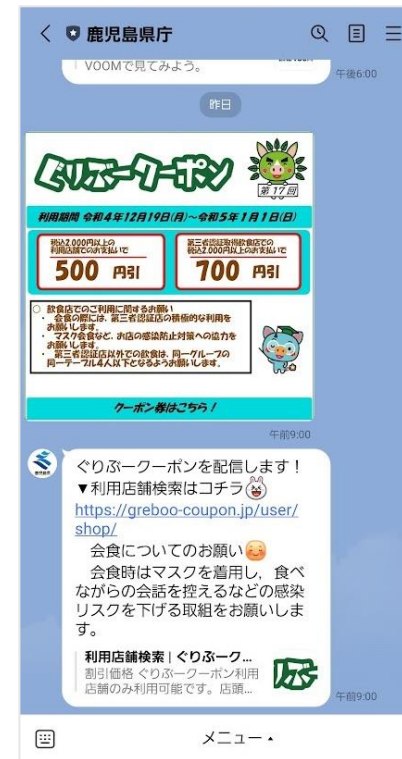 鹿児島県庁
VOOMで見てみよう。
午後6:00
昨日
ぐりぶークーポン
第17回
利用期間 令和4年12月19日(月)～令和5年1月1日(日)
税込2,000円以上の
利用店舗でのお支払いで
500 円引
第三者認証取得飲食店での
税込2,000円以上のお支払いで
700 円引
○ 飲食店でのご利用に関するお願い
・ 会食の際には、第三者認証店の積極的な利用を
お願いします。
・ マスク会食など、お店の感染防止対策への協力を
お願いします。
・ 第三者認証店以外での飲食は、同一グループの
同一テーブル4人以下となるようお願いします。
クーポン券はこちら！
午前9:00
鹿児島県
ぐりぶークーポンを配信します！
▼利用店舗検索はコチラ
https://greboo-coupon.jp/user/
shop/
会食についてのお願い
会食時はマスクを着用し，食べ
ながらの会話を控えるなどの感染
リスクを下げる取組をお願いしま
す。
利用店舗検索 | ぐりぶーク...
割引価格 ぐりぶークーポン利用
店舗のみ利用可能です。店頭...
午前9:00
メニュー